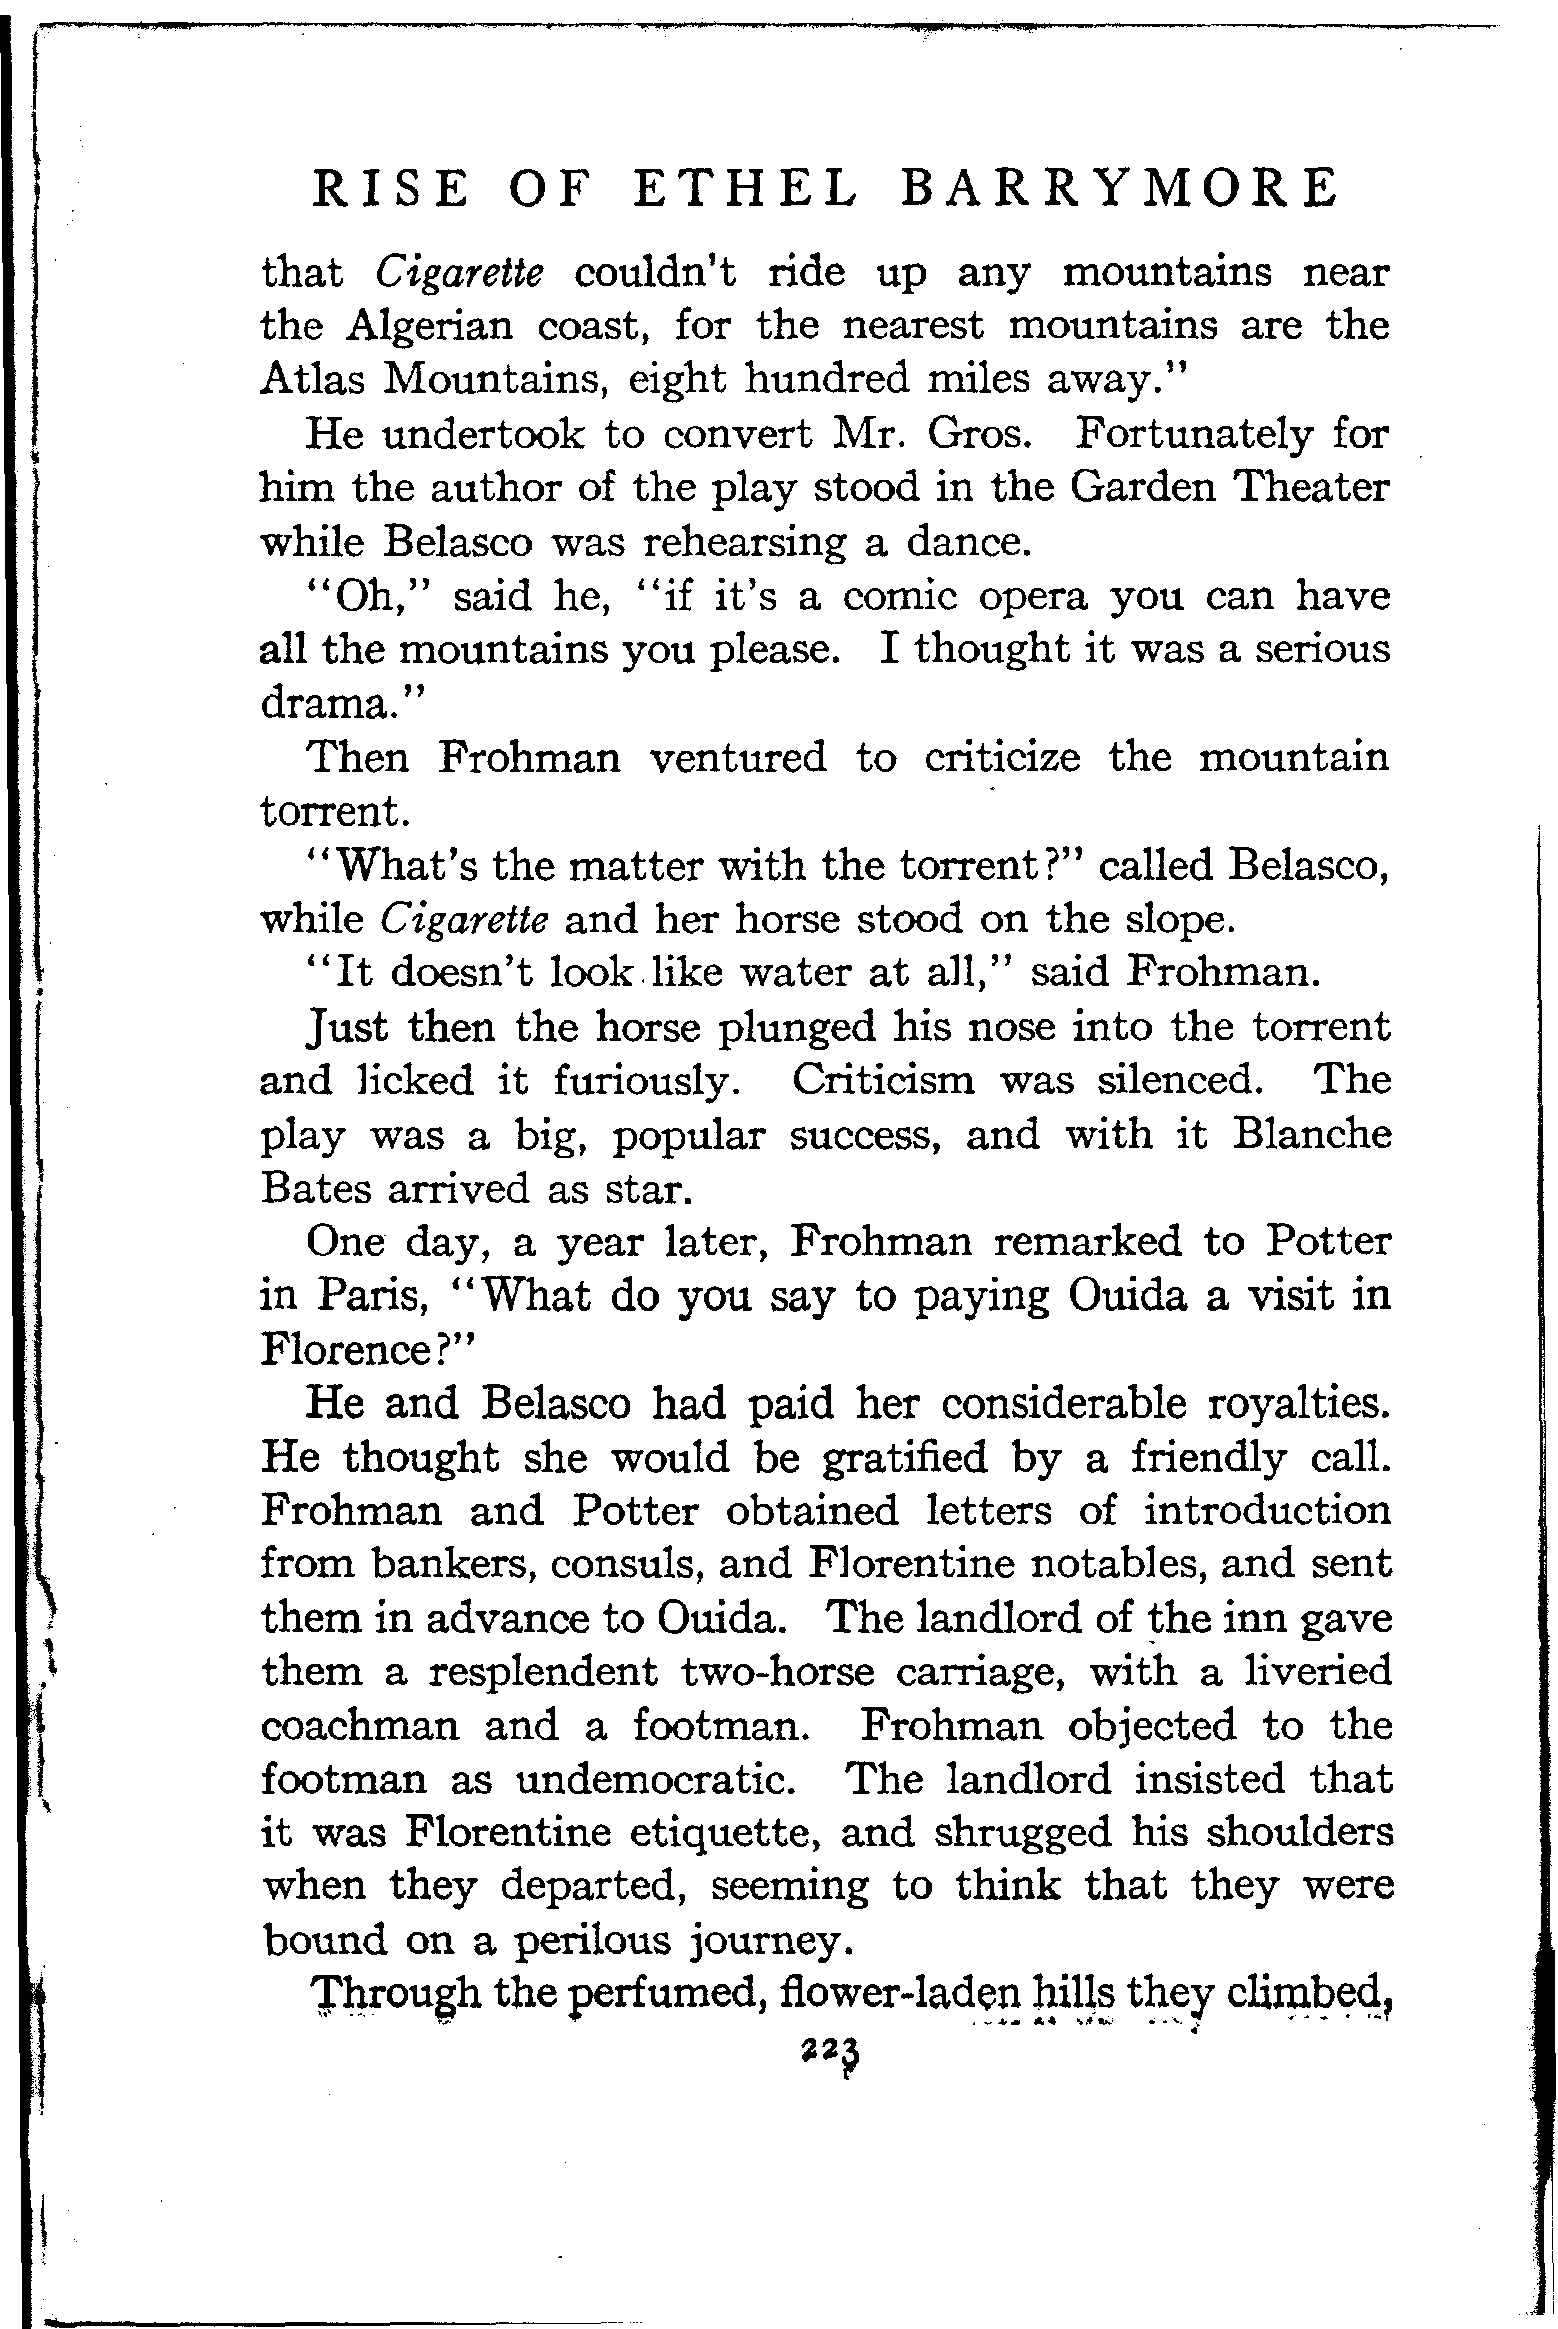 RISE OF ETHEL BARRYMORE
that Cigarette couldn't ride up any mountains near
the Algerian coast, for the nearest mountains are the
Atlas Mountains, eight hundred miles away."
He undertook to convert Mr. Gros. Fortunately for
him the author of the play stood in the Garden Theater
while Belasco was rehearsing a dance.
"Oh," said he, "if it's a comic opera you can have
all the mountains you please. I thought it was a serious
drama."
Then Frohman ventured to criticize the mountain
torrent.
"What's the matter with the torrent?" called Belasco,
while Cigarette and her horse stood on the slope.
"It doesn't look like water at all," said Frohman.
Just then the horse plunged his nose into the torrent
and licked it furiously. Criticism was silenced. The
play was a big, popular success, and with it Blanche
Bates arrived as star.
One day, a year later, Frohman remarked to Potter
in Paris, "What do you say to paying Ouida a visit in
Florence?"
He and Belasco had paid her considerable royalties.
He thought she would be gratified by a friendly call.
Frohman and Potter obtained letters of introduction
from bankers, consuls, and Florentine notables, and sent
them in advance to Ouida. The landlord of the inn gave
them a resplendent two-horse carriage, with a liveried
coachman and a footman. Frohman objected to the
footman as undemocratic. The landlord insisted that
it was Florentine etiquette, and shrugged his shoulders
when they departed, seeming to think that they were
bound on a perilous journey.
Through the perfumed, flower-laden hills they climbed,
223